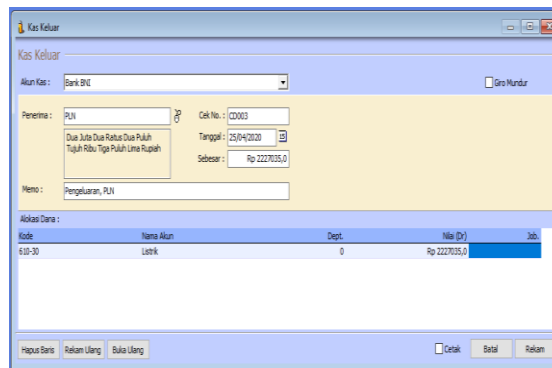 Kas Keluar
Kas Keluar
Akun Kas : Bank BNI Giro Mundur
Penerima : PLN Cek No. : CD003
Dua Juta Dua Ratus Dua Puluh Tanggal : 25/04/2020 15
Tujuh Ribu Tiga Puluh Lima Rupiah
Sebesar : Rp 2227035,0
Memo : Pengeluaran, PLN
Alokasi Dana :
Kode Nama Akun Dept. Nilai (Dr) Job.
610-30 Listrik 0 Rp 2227035,0
Hapus Baris Rekam Ulang Buka Ulang Cetak Batal Rekam